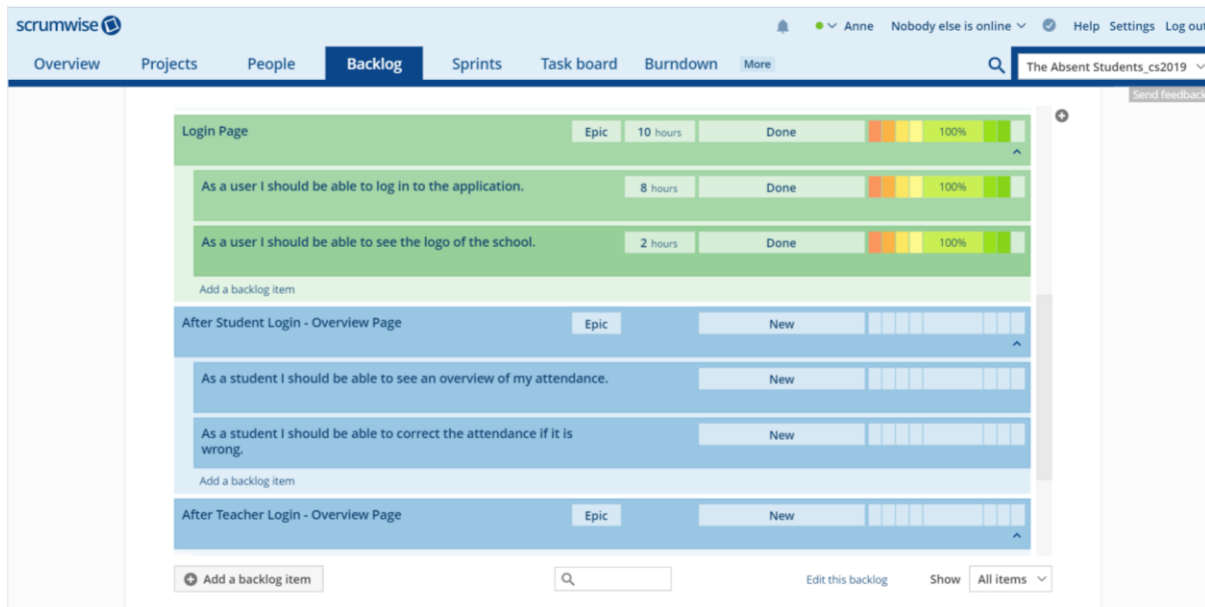 scrumwise Anne Nobody else is online Help Settings Log out
Overview Projects People Backlog Sprints Task board Burndown More The Absent Students_cs2019
Send feedback
Login Page Epic 10 hours Done 100%
As a user I should be able to log in to the application. 8 hours Done 100%
As a user I should be able to see the logo of the school. 2 hours Done 100%
Add a backlog item
After Student Login - Overview Page Epic New
As a student I should be able to see an overview of my attendance. New
As a student I should be able to correct the attendance if it is New
wrong.
Add a backlog item
After Teacher Login - Overview Page Epic New
Add a backlog item Edit this backlog Show All items